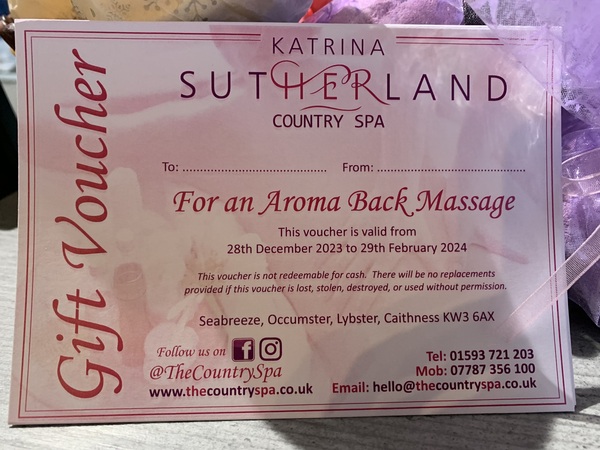 Gift Voucher
KATRINA
SUTHERLAND
COUNTRY SPA
To: ........................................ From: ........................................
For an Aroma Back Massage
This voucher is valid from
28th December 2023 to 29th February 2024
This voucher is not redeemable for cash. There will be no replacements
provided if this voucher is lost, stolen, destroyed, or used without permission.
Seabreeze, Occumster, Lybster, Caithness KW3 6AX
Follow us on
@TheCountrySpa
www.thecountryspa.co.uk
Tel: 01593 721 203
Mob: 07787 356 100
Email: hello@thecountryspa.co.uk